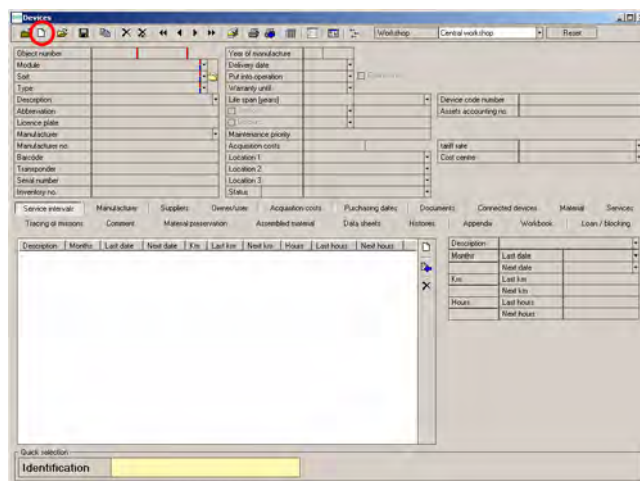 Devices
Workshop Central workshop Reset
Object number Year of manufacture
Module Delivery date
Sort Put into operation
Type Warranty until
Description Life span [years] Device code number
Abbreviation Assets accounting no.
Licence plate
Manufacturer Maintenance priority
Manufacturer no. Acquisition costs tariff rate
Barcode Location 1 Cost center
Transponder Location 2
Serial number Location 3
Inventory no. Status
Service intervals Manufacturer Suppliers Owner/user Acquisition costs Purchasing dates Documents Connected devices Material Services
Tracing of missions Comment Material preservation Assembled material Data sheets Histories Appendix Workbook Loan / blocking
Description Months Last date Next date Km Last km Next km Hours Last hours Next hours Description
Months Last date
Next date
Km Last km
Next km
Hours Last hours
Next hours
Quick selection
Identification